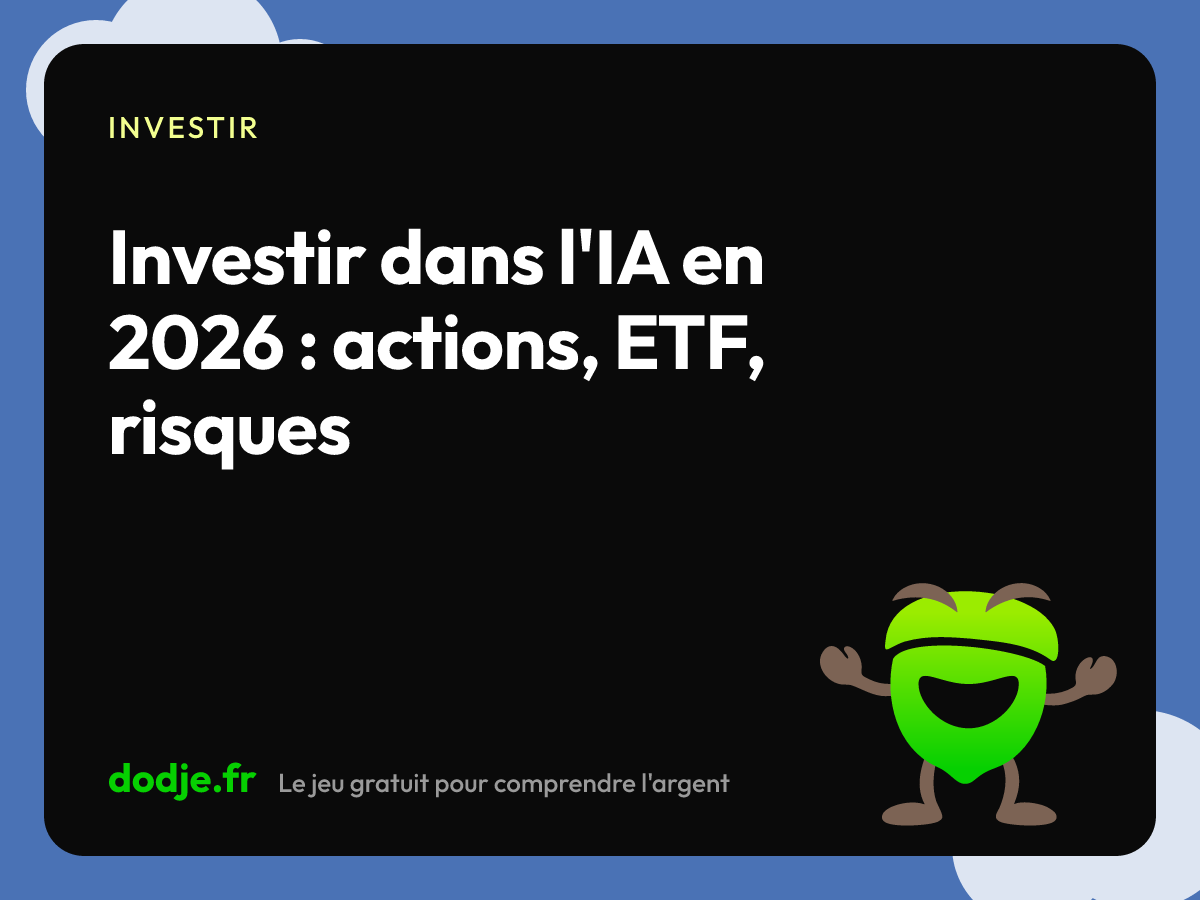 INVESTIR
Investir dans l'IA en
2026 : actions, ETF,
risques
dodje.fr Le jeu gratuit pour comprendre l'argent